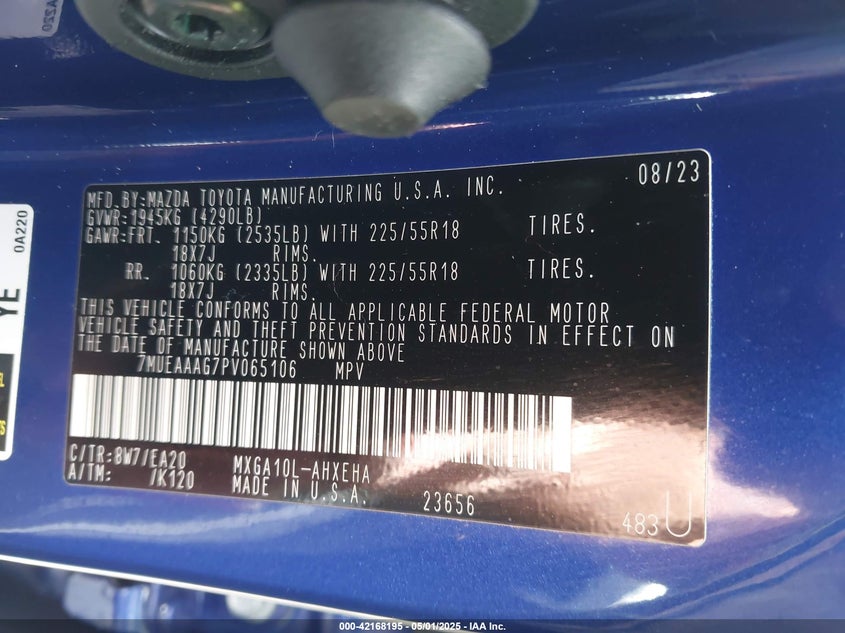 A220
MFD.BY:MAZDA TOYOTA MANUFACTURING U.S.A. INC. 08/23
GVWR:1945KG (4290LB)
GAWR:FRT. 1150KG (2535LB) WITH 225/55R18 TIRES.
18X7J RIMS.
RR. 1060KG (2335LB) WITH 225/55R18 TIRES.
18X7J RIMS.
THIS VEHICLE CONFORMS TO ALL APPLICABLE FEDERAL MOTOR
VEHICLE SAFETY AND THEFT PREVENTION STANDARDS IN EFFECT ON
THE DATE OF MANUFACTURE SHOWN ABOVE
7MUEAAAG7PV065106 MPV
C/TR:8W7/EA20 MXGA10L-AHXEHA
A/TM: /K120 MADE IN U.S.A. 23656
483U
0A220
YE
000-42168195 - 05/01/2025 - IAA Inc.